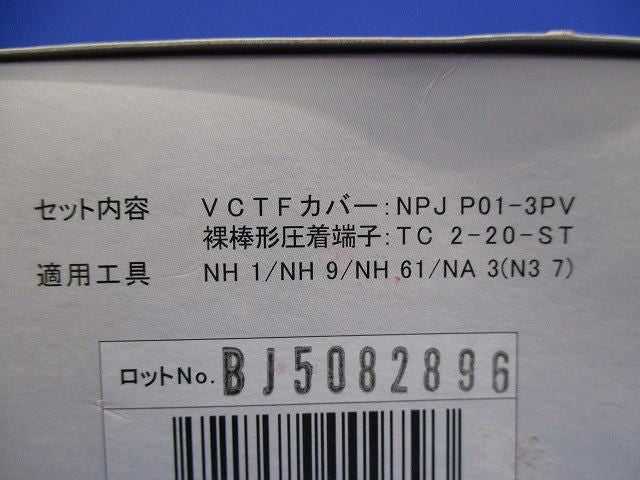 セット内容 VCTFカバー:NPJ P01-3PV
裸棒形圧着端子:TC 2-20-ST
適用工具 NH 1/NH 9/NH 61/NA 3(N3 7)
ロットNo. BJ5082896